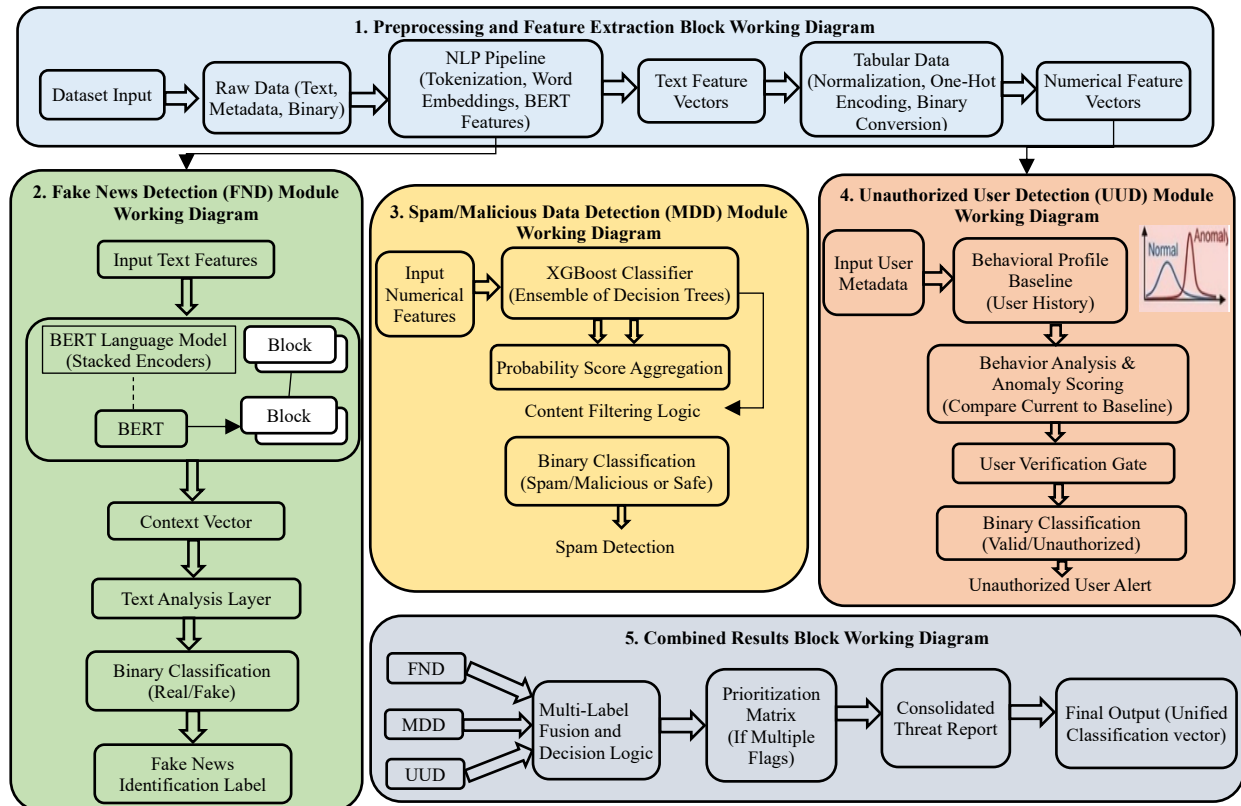 1. Preprocessing and Feature Extraction Block Working Diagram
Dataset Input
Raw Data (Text,
Metadata, Binary)
NLP Pipeline
(Tokenization, Word
Embeddings, BERT
Features)
Text Feature
Vectors
Tabular Data
(Normalization, One-Hot
Encoding, Binary
Conversion)
Numerical Feature
Vectors
2. Fake News Detection (FND) Module
Working Diagram
Input Text Features
BERT Language Model
(Stacked Encoders)
Block
BERT
Block
Context Vector
Text Analysis Layer
Binary Classification
(Real/Fake)
Fake News
Identification Label
3. Spam/Malicious Data Detection (MDD) Module
Working Diagram
Input
Numerical
Features
XGBoost Classifier
(Ensemble of Decision Trees)
Probability Score Aggregation
Content Filtering Logic
Binary Classification
(Spam/Malicious or Safe)
Spam Detection
4. Unauthorized User Detection (UUD) Module
Working Diagram
Input User
Metadata
Behavioral Profile
Baseline
(User History)
Normal
Anomaly
Behavior Analysis &
Anomaly Scoring
(Compare Current to Baseline)
User Verification Gate
Binary Classification
(Valid/Unauthorized)
Unauthorized User Alert
5. Combined Results Block Working Diagram
FND
MDD
UUD
Multi-Label
Fusion and
Decision Logic
Prioritization
Matrix
(If Multiple
Flags)
Consolidated
Threat Report
Final Output (Unified
Classification vector)